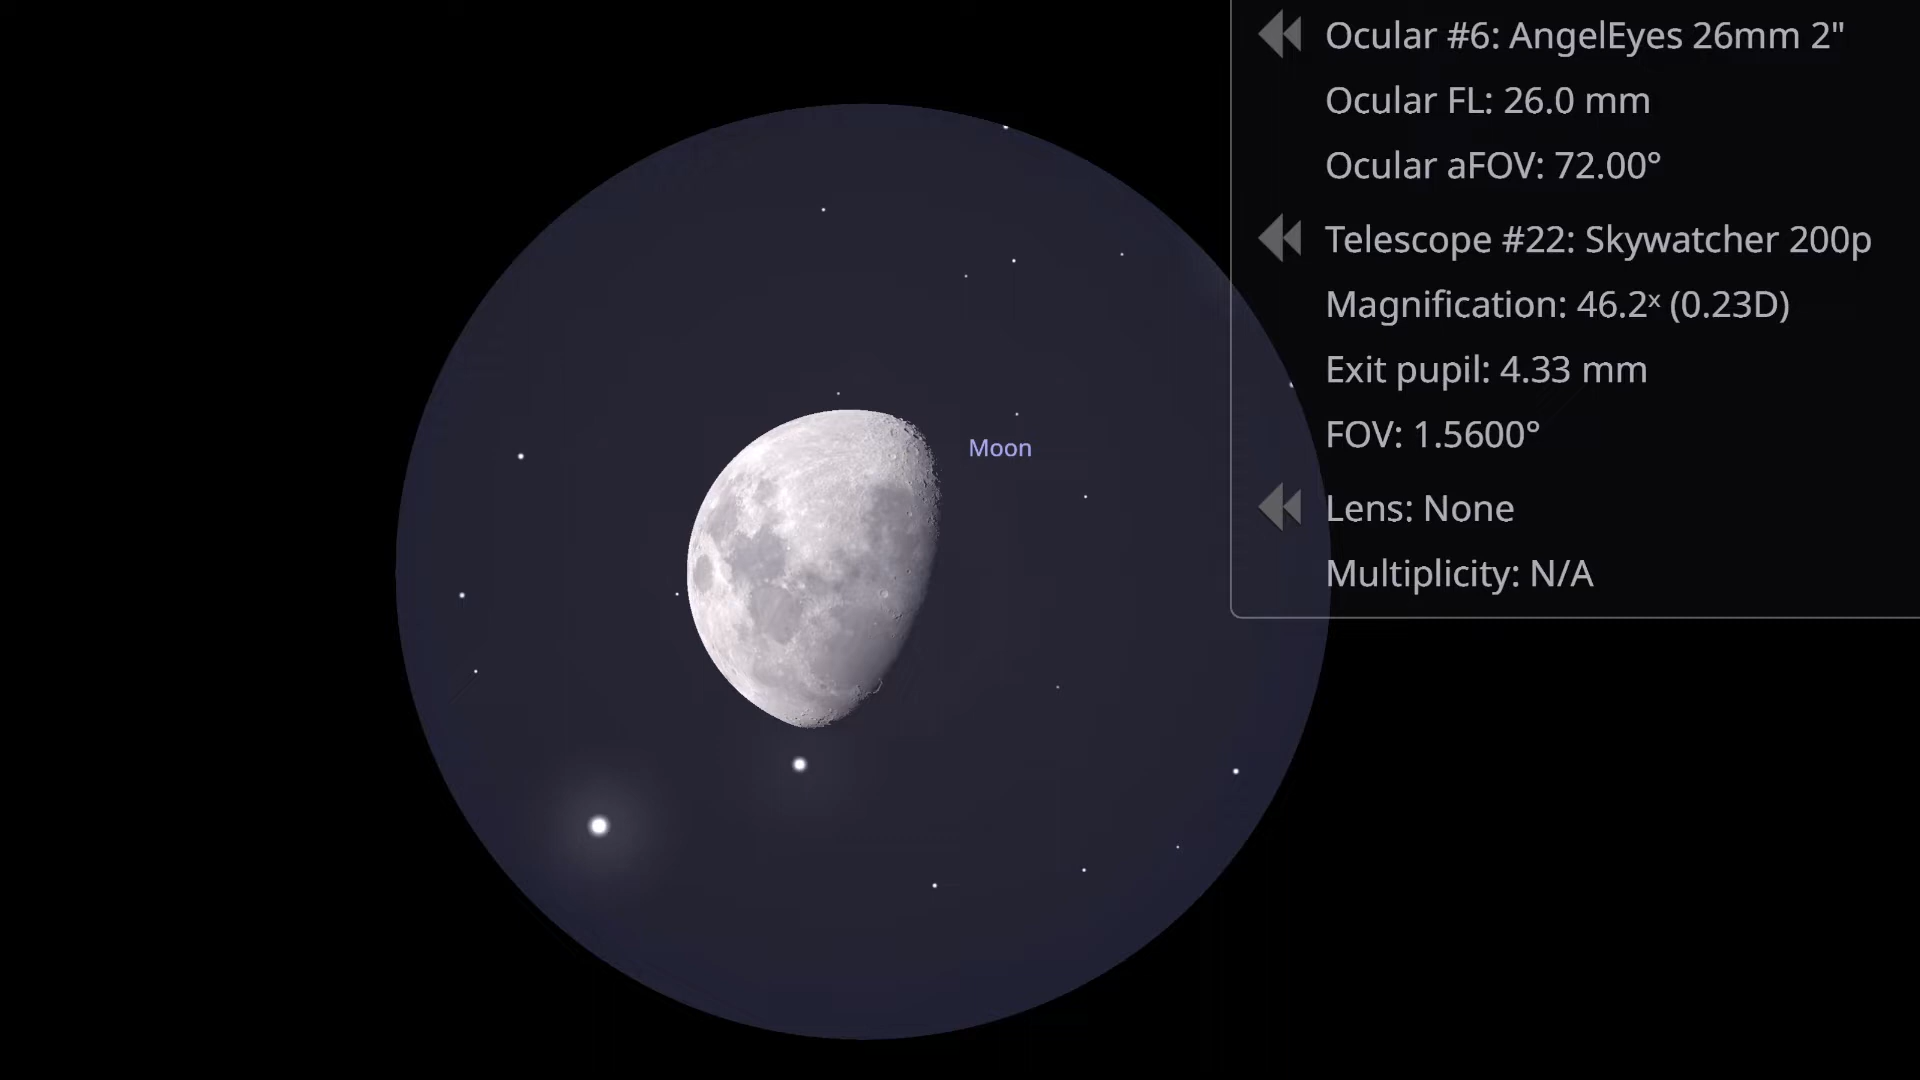 Ocular #6: AngelEyes 26mm 2"
Ocular FL: 26.0 mm
Ocular aFOV: 72.00°
Telescope #22: Skywatcher 200p
Magnification: 46.2ˣ (0.23D)
Exit pupil: 4.33 mm
FOV: 1.5600°
Lens: None
Multiplicity: N/A
Moon